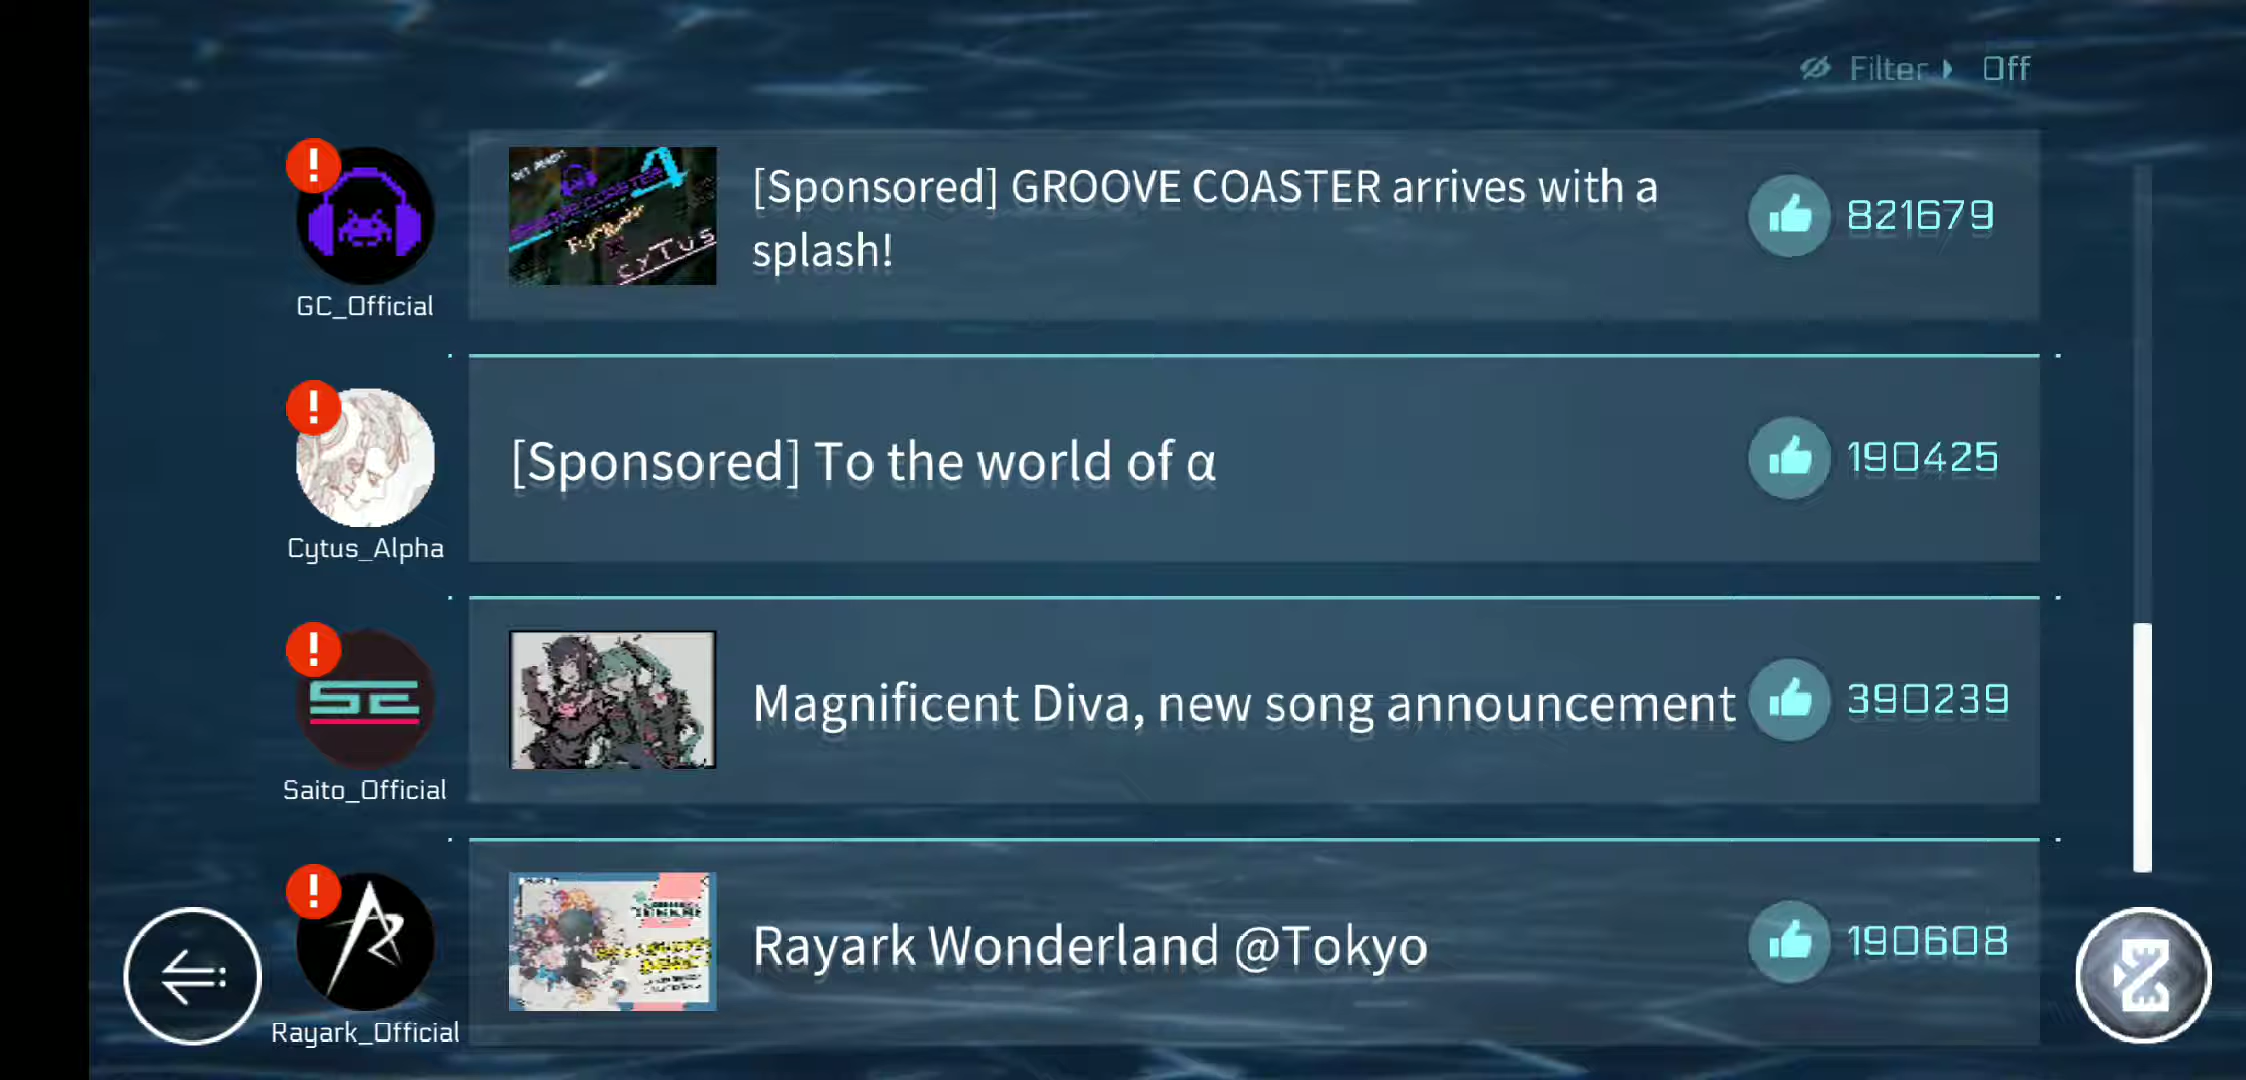 Filter Off
[Sponsored] GROOVE COASTER arrives with a
splash!
821679
GC_Official
[Sponsored] To the world of α
190425
Cytus_Alpha
SE
Magnificent Diva, new song announcement
390239
Saito_Official
Rayark Wonderland @Tokyo
190608
Rayark_Official